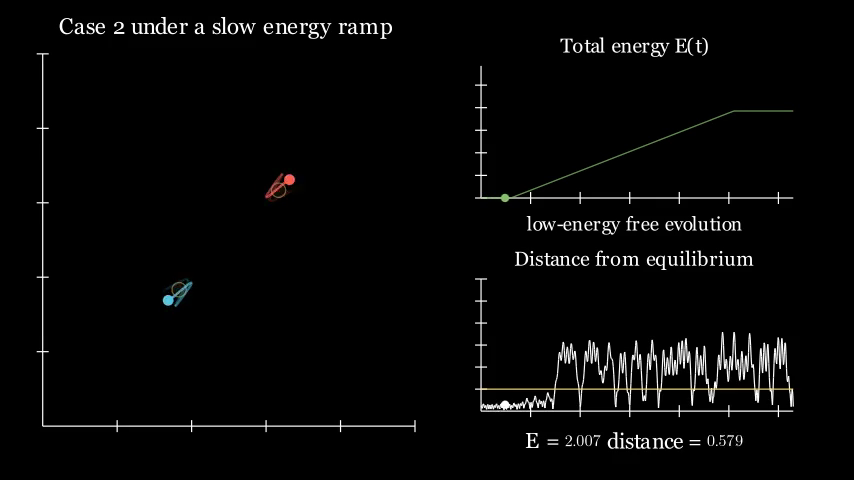 Case 2 under a slow energy ramp
Total energy E(t)
low-energy free evolution
Distance from equilibrium
E = 2.007 distance = 0.579